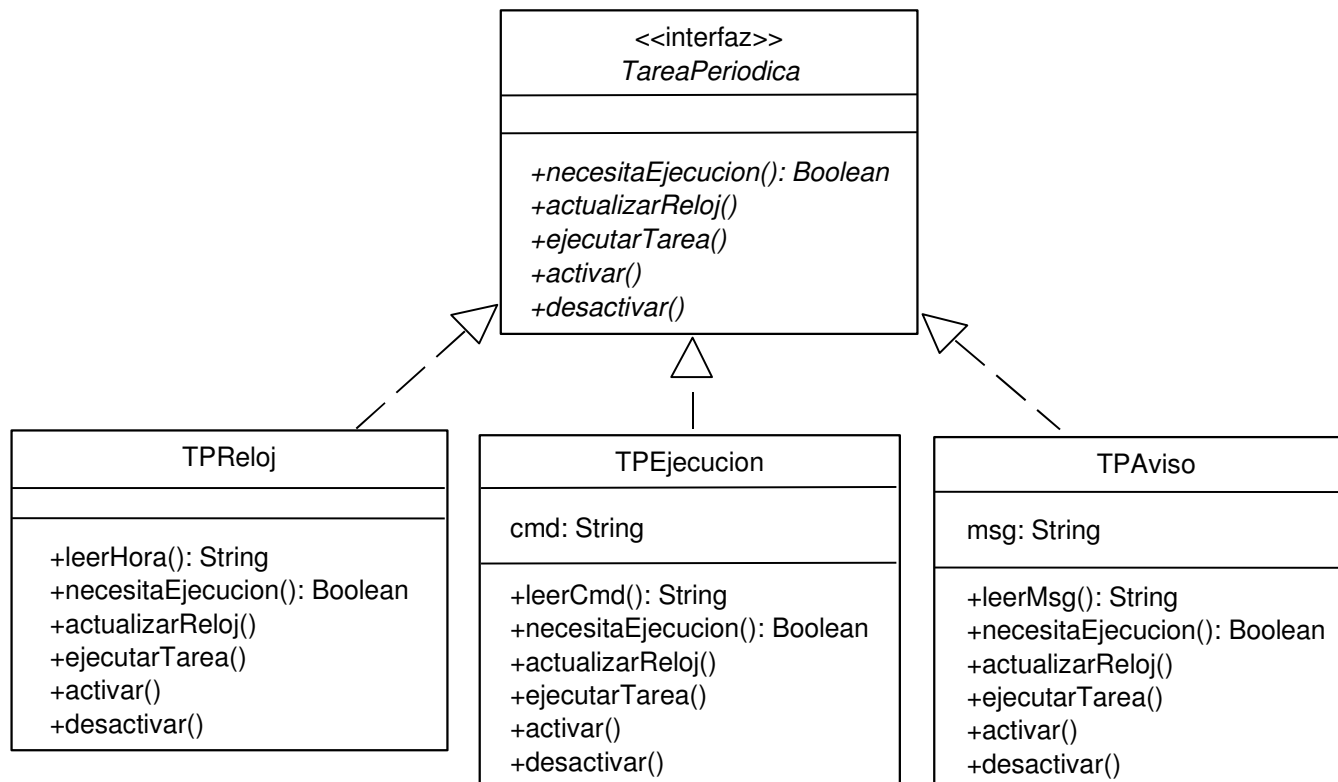 <<interfaz>>
TareaPeriodica
+necesitaEjecucion(): Boolean
+actualizarReloj()
+ejecutarTarea()
+activar()
+desactivar()
TPReloj
+leerHora(): String
+necesitaEjecucion(): Boolean
+actualizarReloj()
+ejecutarTarea()
+activar()
+desactivar()
TPEjecucion
cmd: String
+leerCmd(): String
+necesitaEjecucion(): Boolean
+actualizarReloj()
+ejecutarTarea()
+activar()
+desactivar()
TPAviso
msg: String
+leerMsg(): String
+necesitaEjecucion(): Boolean
+actualizarReloj()
+ejecutarTarea()
+activar()
+desactivar()